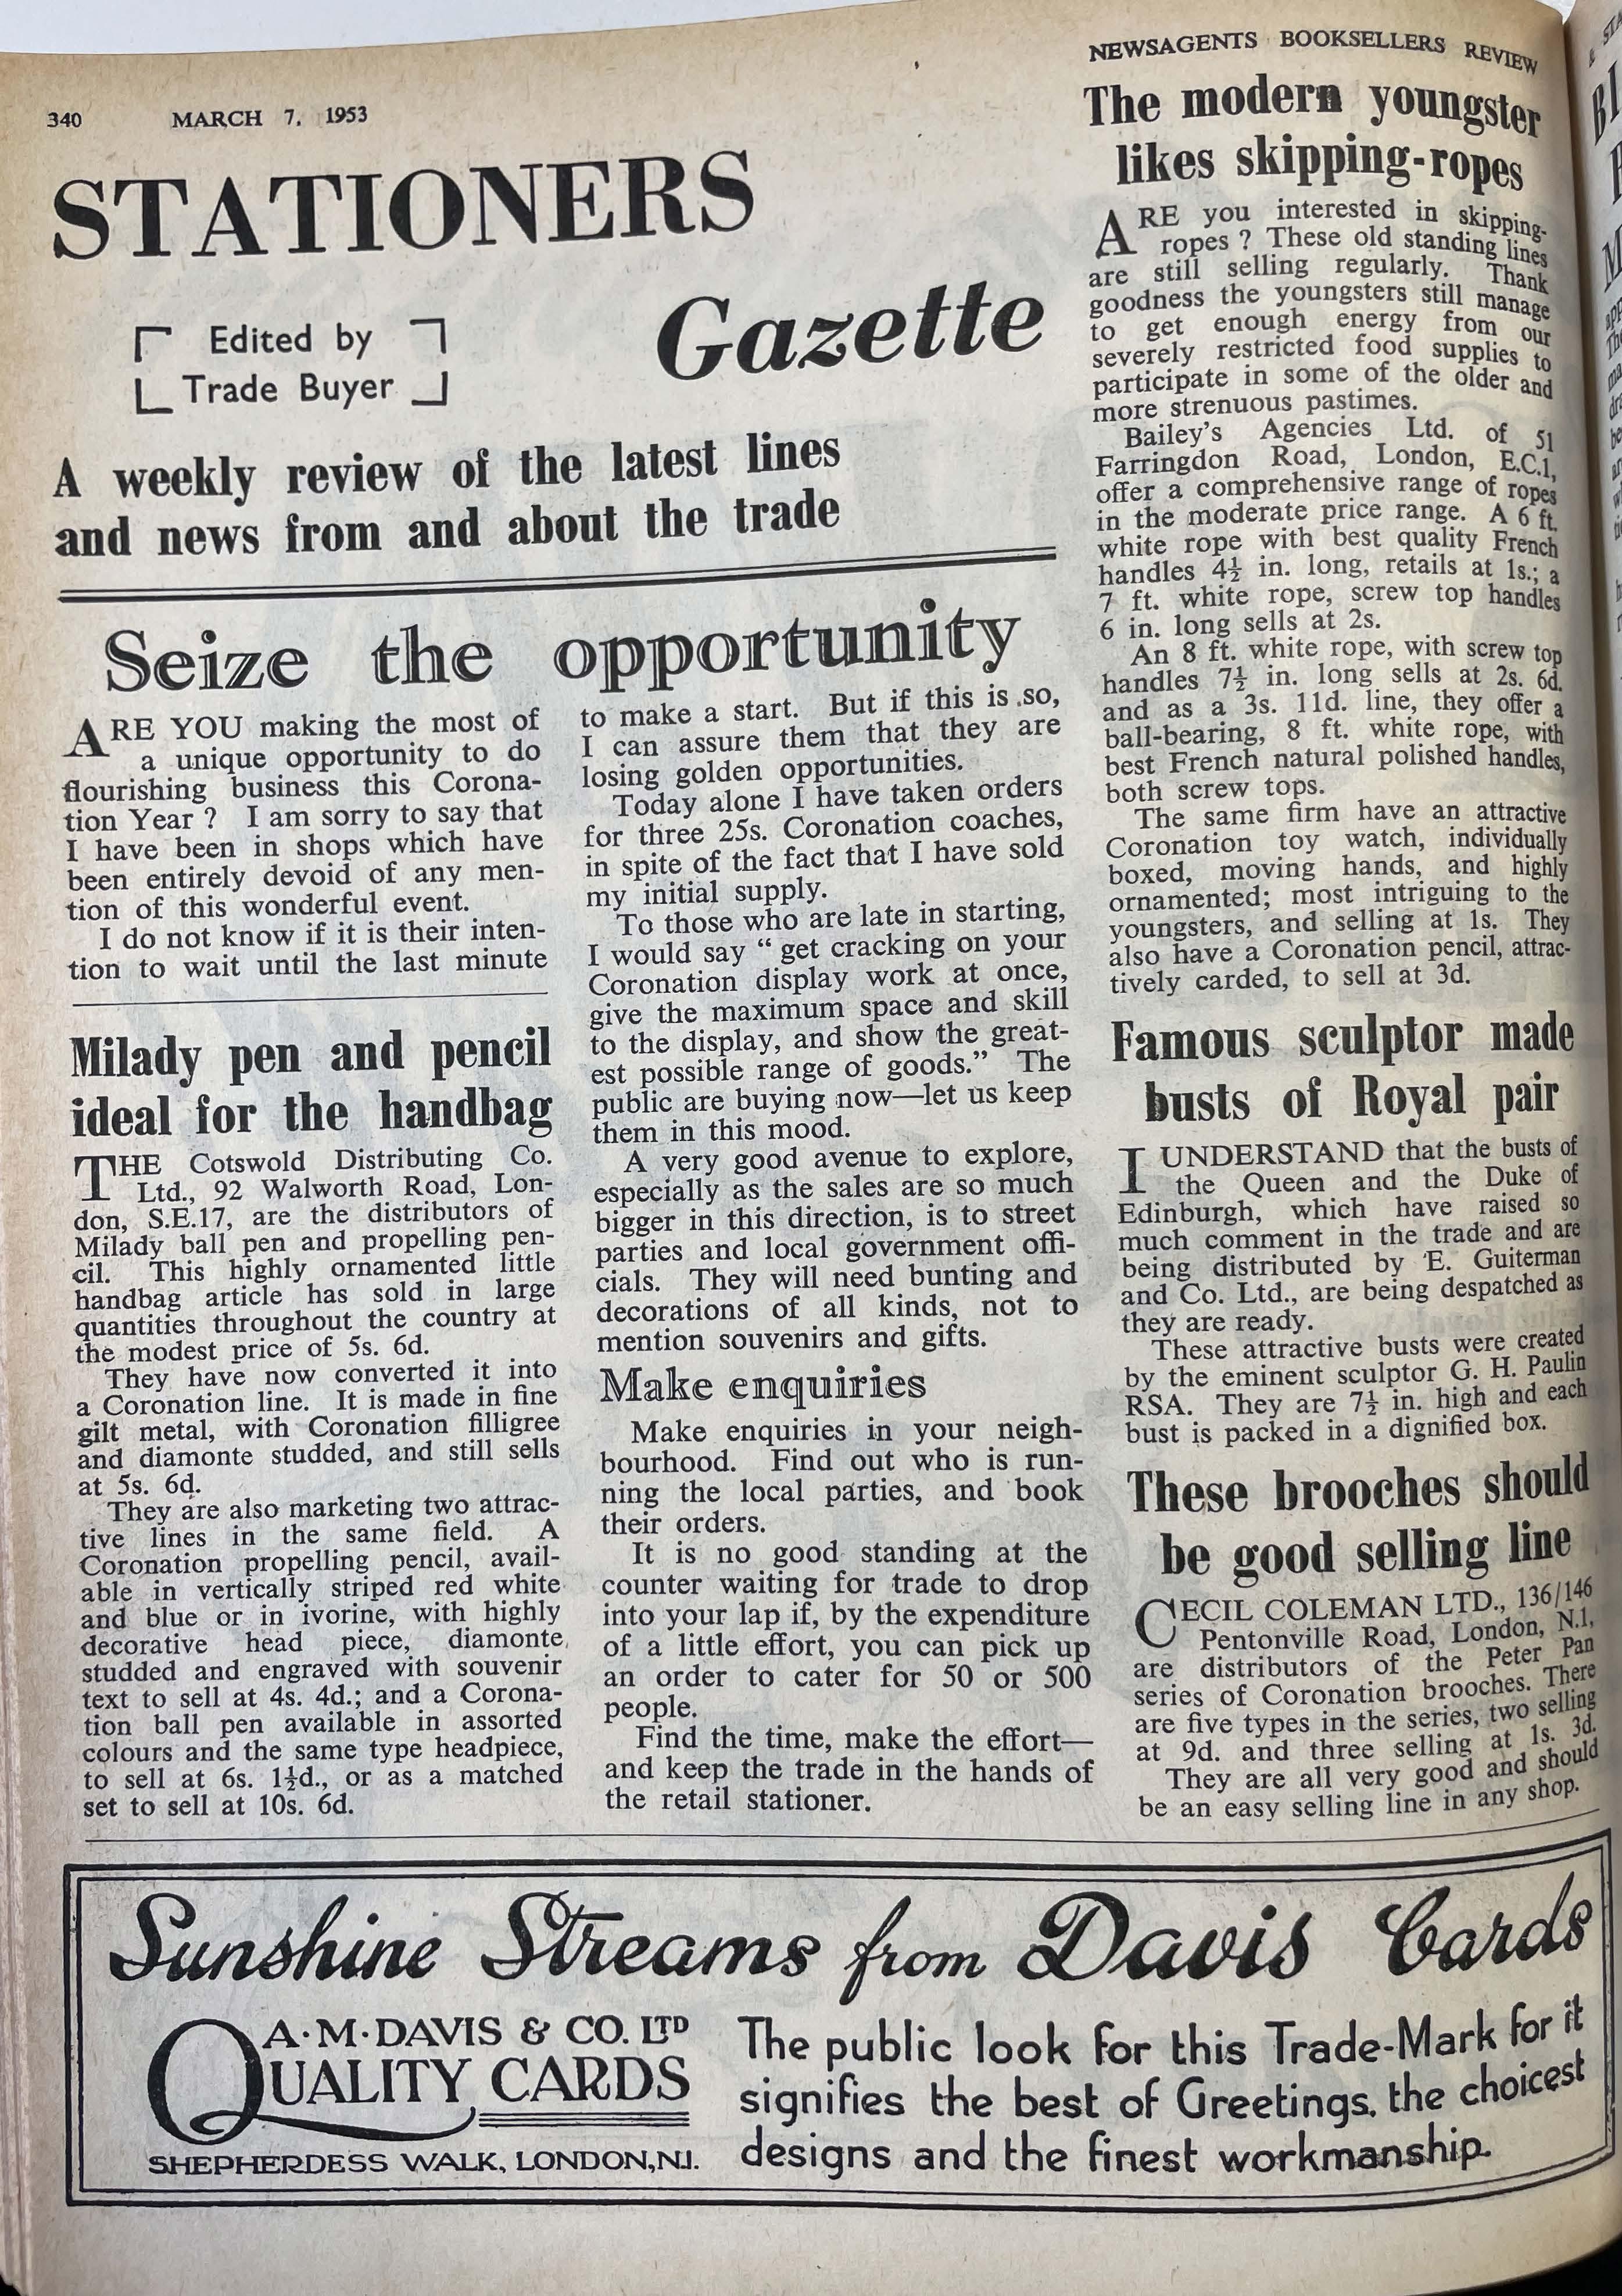 340 MARCH 7, 1953
NEWSAGENTS BOOKSELLERS REVIEW
STATIONERS
Gazette
Edited by
Trade Buyer
A weekly review of the latest lines
and news from and about the trade
Seize the opportunity
ARE YOU making the most of
a unique opportunity to do
flourishing business this Corona-
tion Year ? I am sorry to say that
I have been in shops which have
been entirely devoid of any men-
tion of this wonderful event.
I do not know if it is their inten-
tion to wait until the last minute
to make a start. But if this is so,
I can assure them that they are
losing golden opportunities.
Today alone I have taken orders
for three 25s. Coronation coaches,
in spite of the fact that I have sold
my initial supply.
To those who are late in starting,
I would say “ get cracking on your
Coronation display work at once,
give the maximum space and skill
to the display, and show the great-
est possible range of goods.” The
public are buying now—let us keep
them in this mood.
A very good avenue to explore,
especially as the sales are so much
bigger in this direction, is to street
parties and local government offi-
cials. They will need bunting and
decorations of all kinds, not to
mention souvenirs and gifts.
Make enquiries
Make enquiries in your neigh-
bourhood. Find out who is run-
ning the local parties, and book
their orders.
It is no good standing at the
counter waiting for trade to drop
into your lap if, by the expenditure
of a little effort, you can pick up
an order to cater for 50 or 500
people.
Find the time, make the effort—
and keep the trade in the hands of
the retail stationer.
Milady pen and pencil
ideal for the handbag
THE Cotswold Distributing Co.
Ltd., 92 Walworth Road, Lon-
don, S.E.17, are the distributors of
Milady ball pen and propelling pen-
cil. This highly ornamented little
handbag article has sold in large
quantities throughout the country at
the modest price of 5s. 6d.
They have now converted it into
a Coronation line. It is made in fine
gilt metal, with Coronation filligree
and diamonte studded, and still sells
at 5s. 6d.
They are also marketing two attrac-
tive lines in the same field. A
Coronation propelling pencil, avail-
able in vertically striped red white
and blue or in ivorine, with highly
decorative head piece, diamonte
studded and engraved with souvenir
text to sell at 4s. 4d.; and a Corona-
tion ball pen available in assorted
colours and the same type headpiece,
to sell at 6s. 1½d., or as a matched
set to sell at 10s. 6d.
The modern youngster
likes skipping-ropes
ARE you interested in skipping-
ropes ? These old standing lines
are still selling regularly. Thank
goodness the youngsters still manage
to get enough energy from our
severely restricted food supplies to
participate in some of the older and
more strenuous pastimes.
Bailey's Agencies Ltd. of 51
Farringdon Road, London, E.C.1,
offer a comprehensive range of ropes
in the moderate price range. A 6 ft.
white rope with best quality French
handles 4½ in. long, retails at 1s.; a
7 ft. white rope, screw top handles
6 in. long sells at 2s.
An 8 ft. white rope, with screw top
handles 7½ in. long sells at 2s. 6d.
and as a 3s. 11d. line, they offer a
ball-bearing, 8 ft. white rope, with
best French natural polished handles,
both screw tops.
The same firm have an attractive
Coronation toy watch, individually
boxed, moving hands, and highly
ornamented; most intriguing to the
youngsters, and selling at 1s. They
also have a Coronation pencil, attrac-
tively carded, to sell at 3d.
Famous sculptor made
busts of Royal pair
I UNDERSTAND that the busts of
the Queen and the Duke of
Edinburgh, which have raised so
much comment in the trade and are
being distributed by E. Guiterman
and Co. Ltd., are being despatched as
they are ready.
These attractive busts were created
by the eminent sculptor G. H. Paulin
RSA. They are 7½ in. high and each
bust is packed in a dignified box.
These brooches should
be good selling line
CECIL COLEMAN LTD., 136/146
Pentonville Road, London, N.1,
are distributors of the Peter Pan
series of Coronation brooches. There
are five types in the series, two selling
at 9d. and three selling at 1s. 3d.
They are all very good and should
be an easy selling line in any shop.
Sunshine Streams from Davis Cards
A·M·DAVIS & CO. LTD
QUALITY CARDS
SHEPHERDESS WALK, LONDON, N.1.
The public look for this Trade-Mark for it
signifies the best of Greetings, the choicest
designs and the finest workmanship.